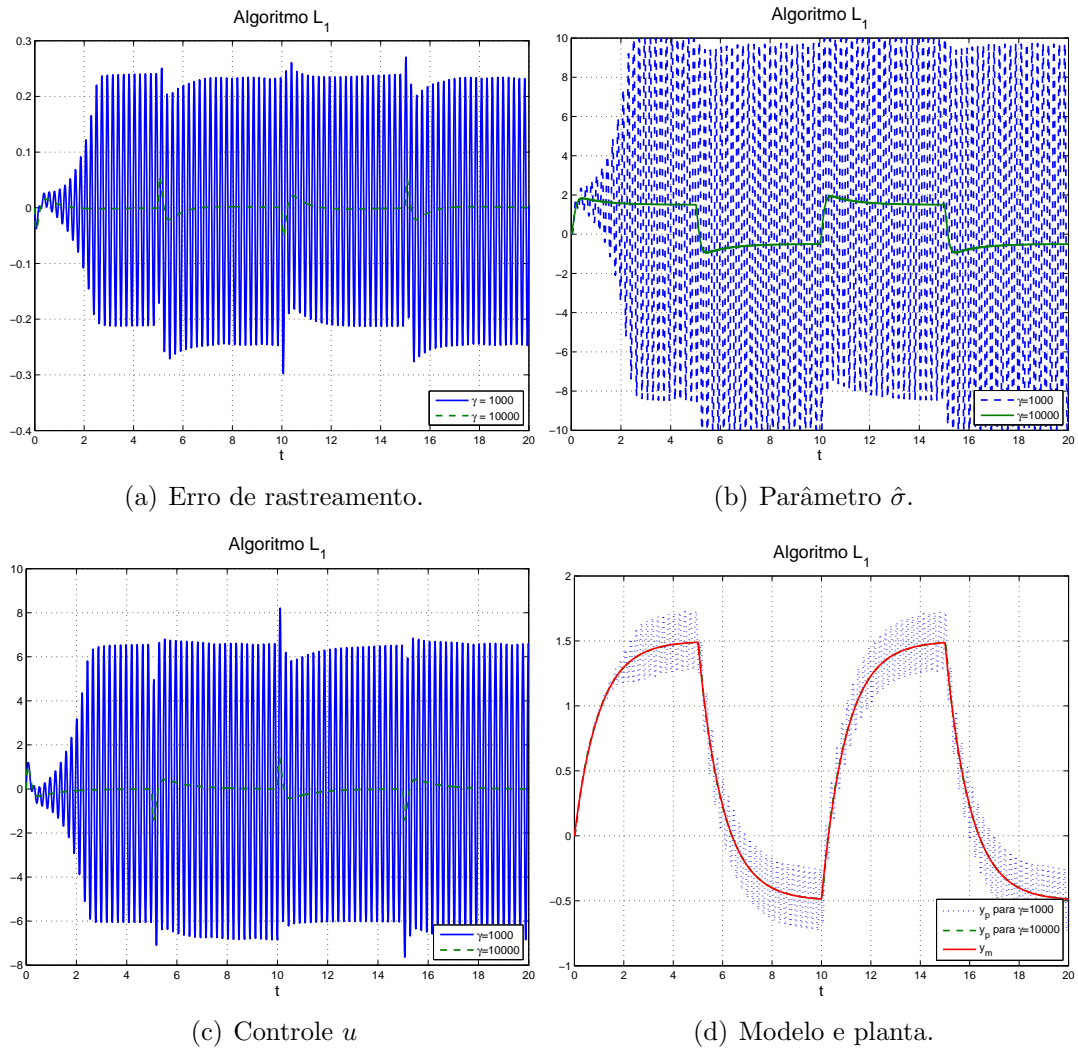 Algoritmo L1
0.3
0.2
0.1
0
−0.1
−0.2
−0.3
−0.4
0 2 4 6 8 10 12 14 16 18 20
t
γ = 1000
γ = 10000
(a) Erro de rastreamento.
Algoritmo L1
10
8
6
4
2
0
−2
−4
−6
−8
−10
0 2 4 6 8 10 12 14 16 18 20
t
γ=1000
γ=10000
(b) Parâmetro σ̂.
Algoritmo L1
10
8
6
4
2
0
−2
−4
−6
−8
0 2 4 6 8 10 12 14 16 18 20
t
γ=1000
γ=10000
(c) Controle u
Algoritmo L1
2
1.5
1
0.5
0
−0.5
−1
0 2 4 6 8 10 12 14 16 18 20
t
yp para γ=1000
yp para γ=10000
ym
(d) Modelo e planta.